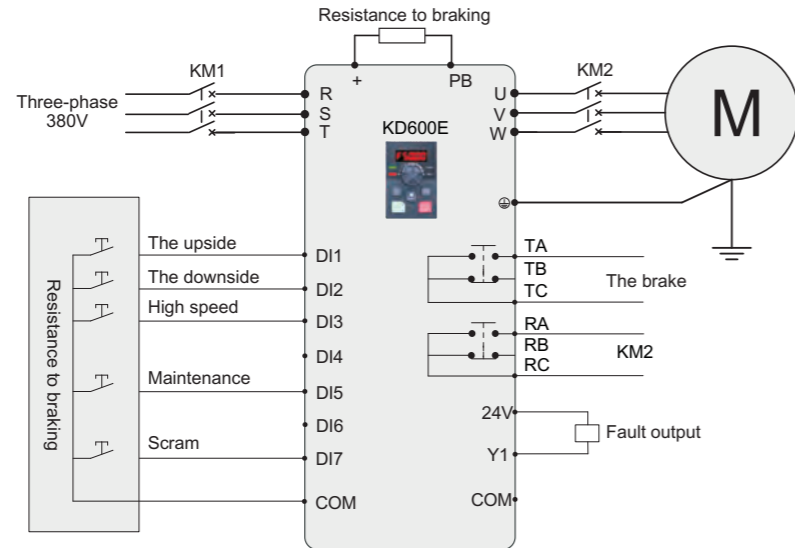 Resistance to braking
+
PB
KM1
KM2
Three-phase
380V
R
S
T
U
V
W
KD600E
M
Resistance to braking
The upside
DI1
The downside
DI2
High speed
DI3
DI4
Maintenance
DI5
DI6
Scram
DI7
COM
TA
TB
TC
The brake
RA
RB
RC
KM2
24V
Y1
Fault output
COM